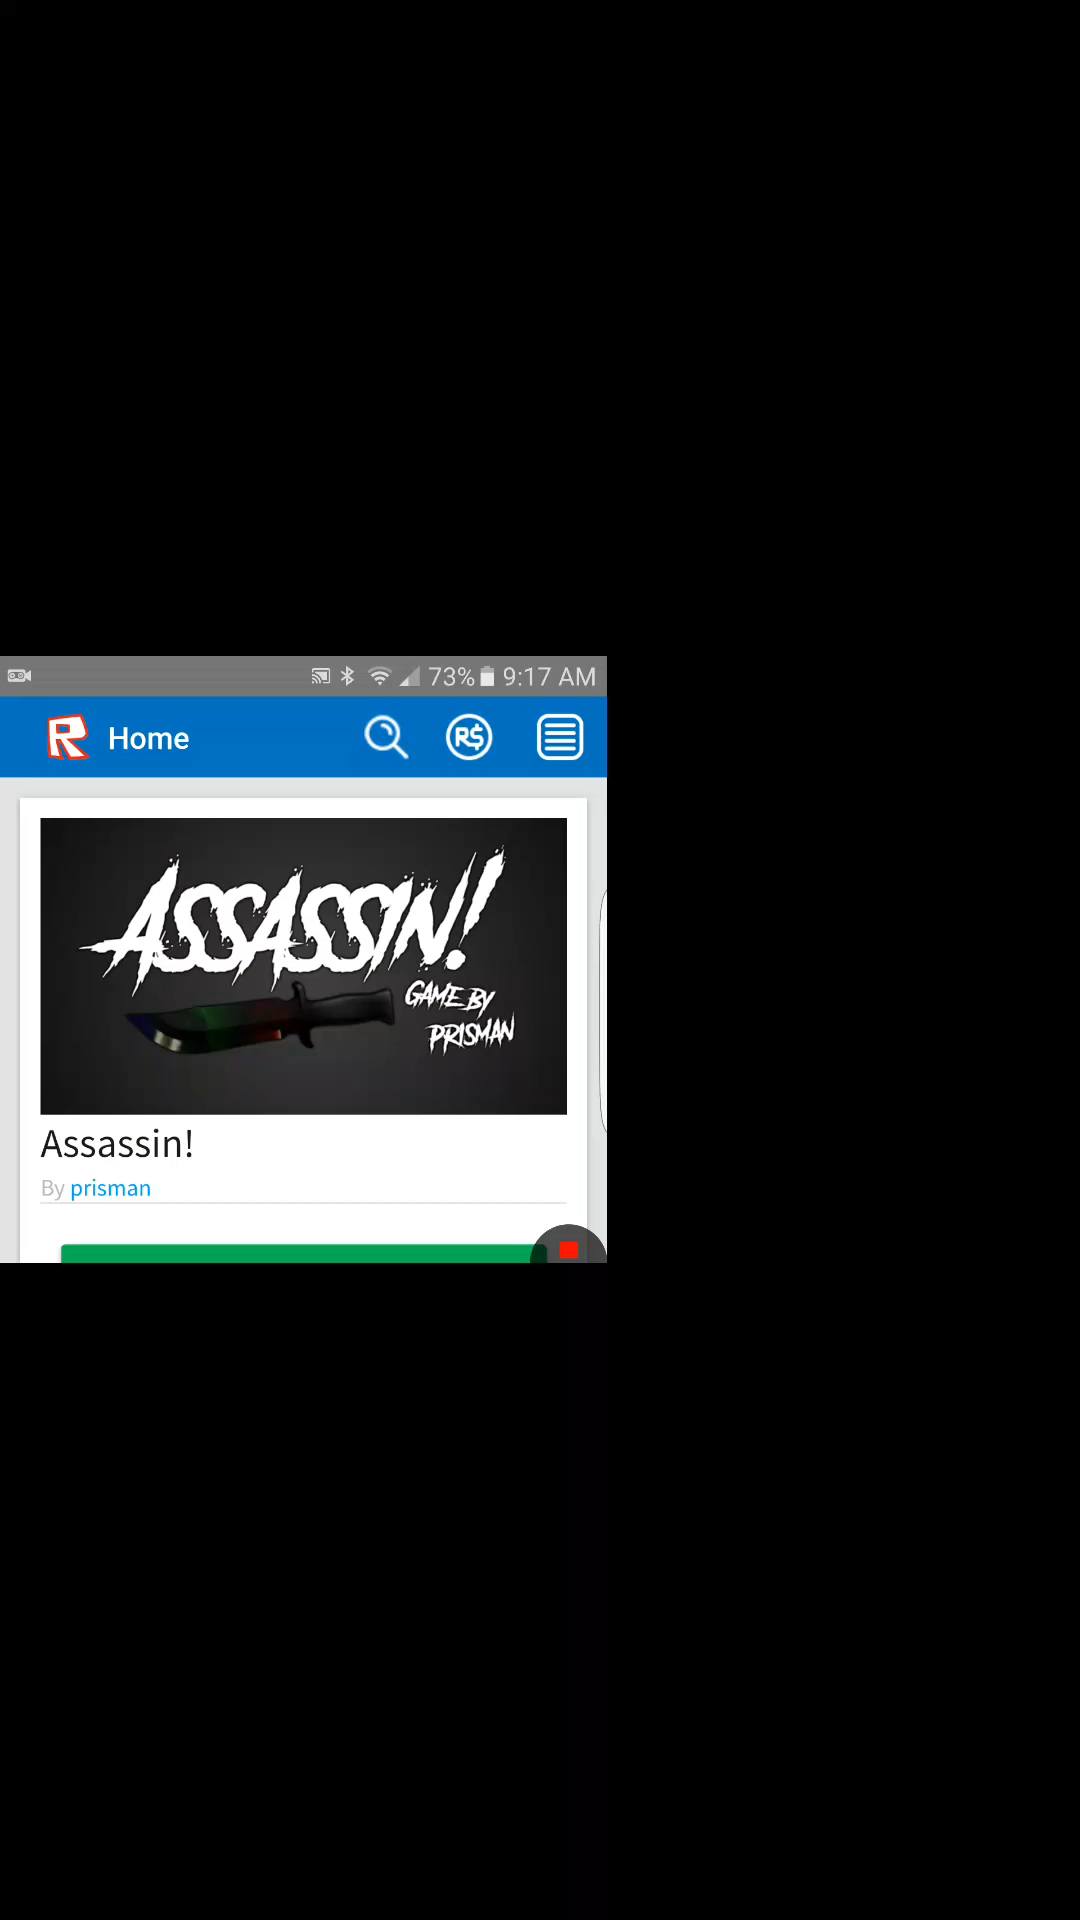 73% 9:17 AM
R Home R$
ASSASSIN!
GAME BY
PRISMAN
Assassin!
By prisman